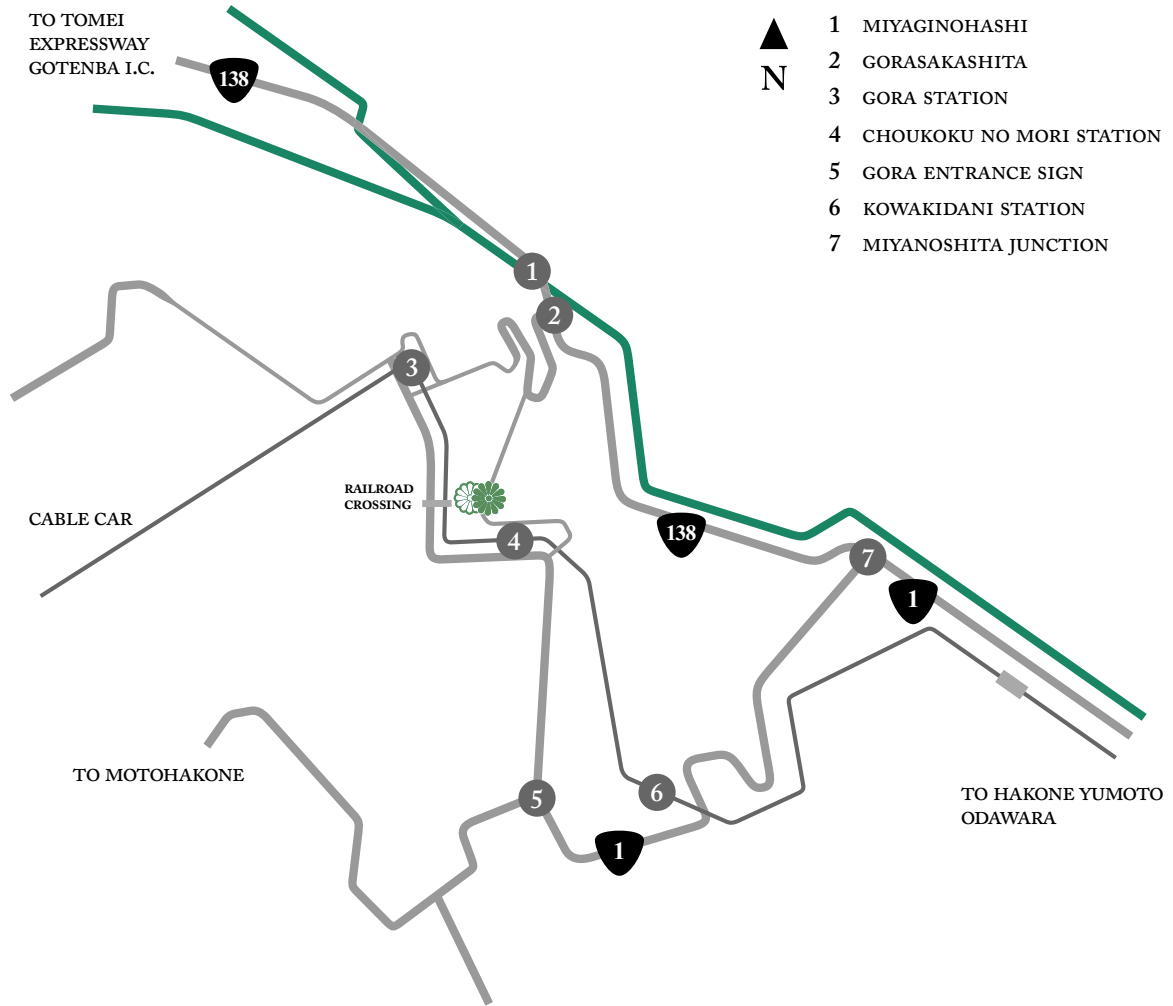 TO TOMEI
EXPRESSWAY
GOTENBA I.C.
138
N
1 MIYAGINOHASHI
2 GORASAKASHITA
3 GORA STATION
4 CHOUKOKU NO MORI STATION
5 GORA ENTRANCE SIGN
6 KOWAKIDANI STATION
7 MIYANOSHITA JUNCTION
1
2
3
RAILROAD
CROSSING
CABLE CAR
4
138
7
1
TO MOTOHAKONE
5
6
1
TO HAKONE YUMOTO
ODAWARA